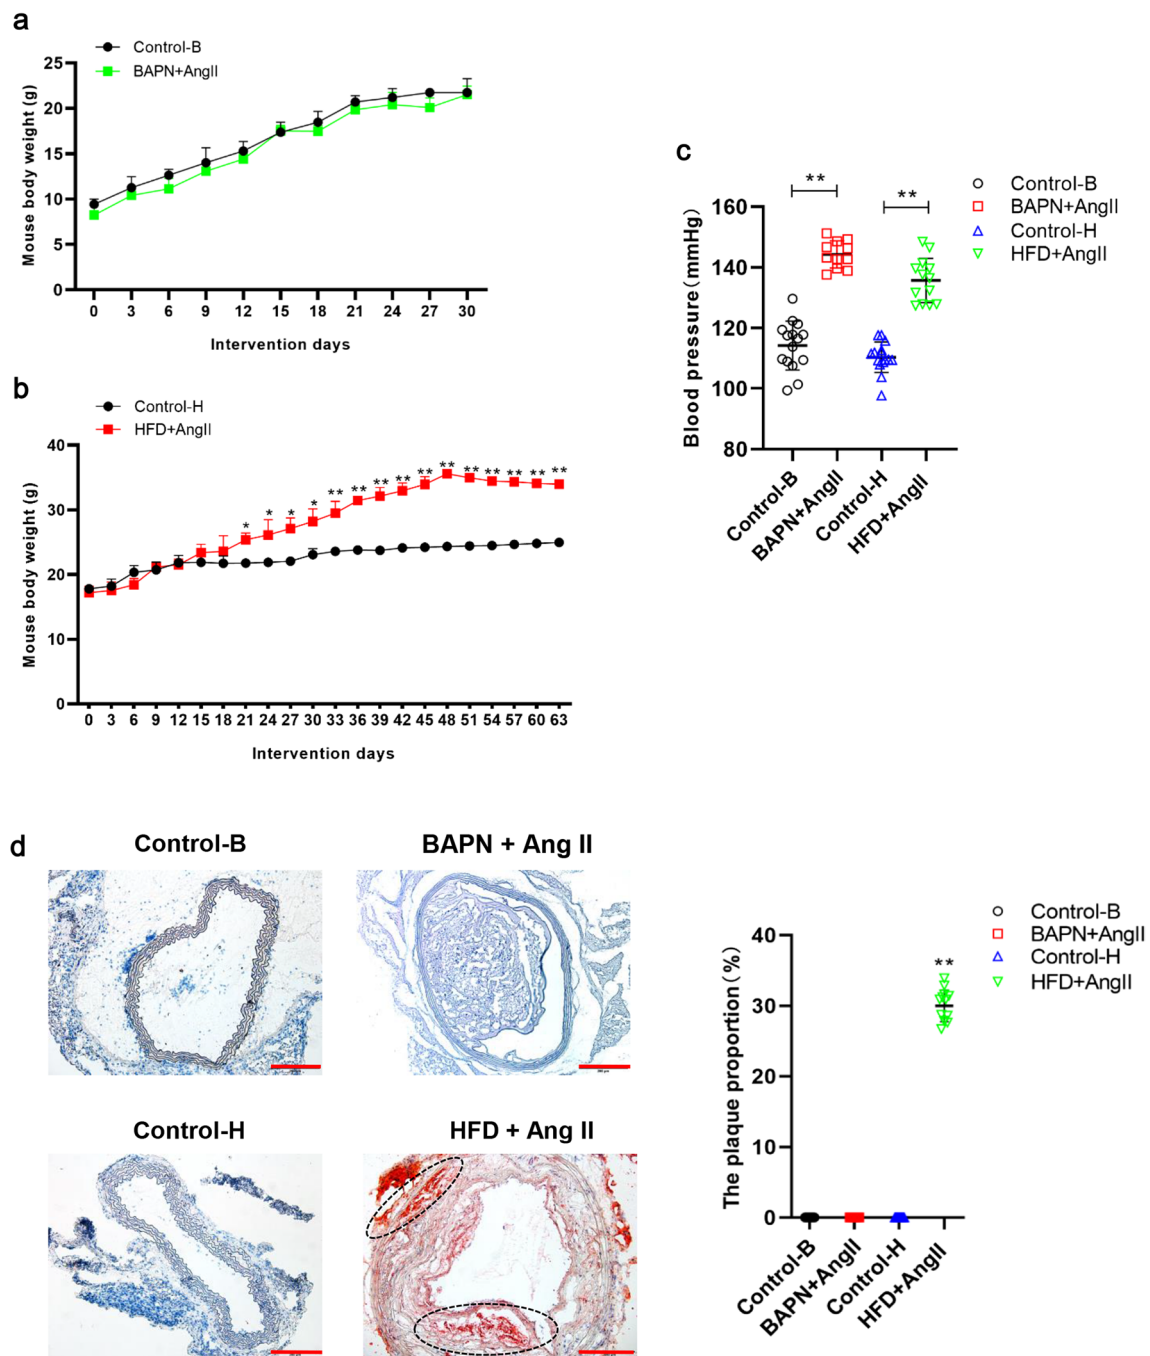 a
Control-B
BAPN+AngII
25
20
15
10
5
0
Mouse body weight (g)
0 3 6 9 12 15 18 21 24 27 30
Intervention days
b
Control-H
HFD+AngII
40
30
20
10
0
Mouse body weight (g)
* * * * ** ** ** ** ** ** ** ** ** ** **
0 3 6 9 12 15 18 21 24 27 30 33 36 39 42 45 48 51 54 57 60 63
Intervention days
c
** **
Control-B
BAPN+AngII
Control-H
HFD+AngII
160
140
120
100
80
Blood pressure(mmHg)
Control-B
BAPN+AngII
Control-H
HFD+AngII
d
Control-B
BAPN + Ang II
Control-H
HFD + Ang II
Control-B
BAPN+AngII
Control-H
HFD+AngII
**
40
30
20
10
0
The plaque proportion(%)
Control-B
BAPN+AngII
Control-H
HFD+AngII